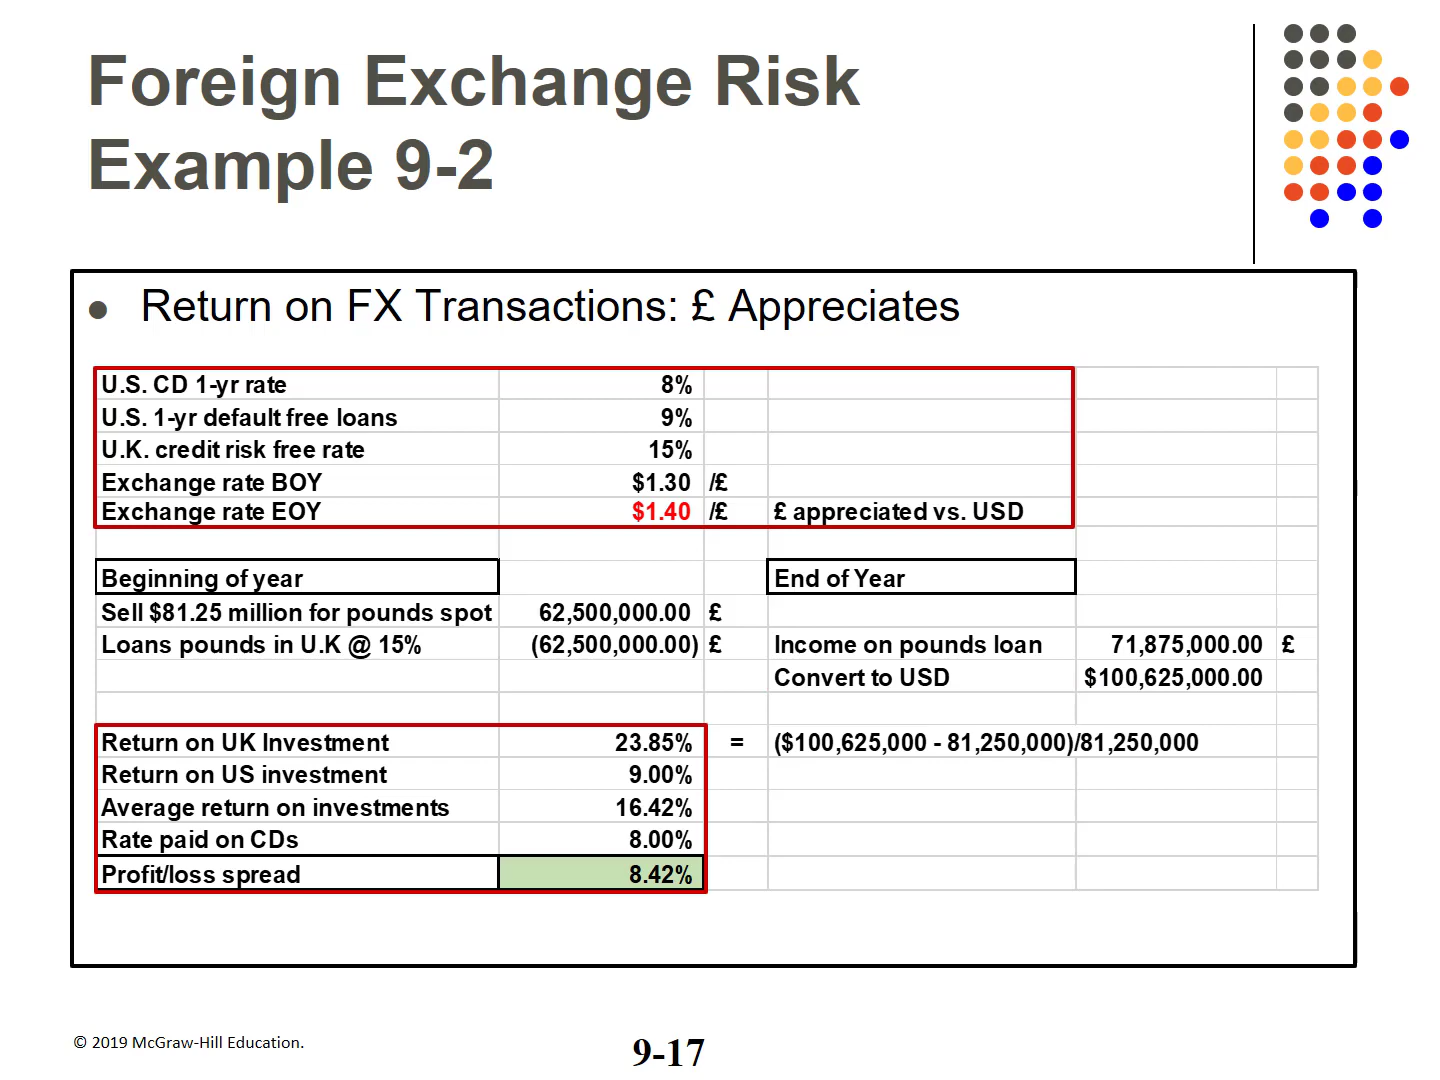 Foreign Exchange Risk
Example 9-2
● Return on FX Transactions: £ Appreciates
U.S. CD 1-yr rate 8%
U.S. 1-yr default free loans 9%
U.K. credit risk free rate 15%
Exchange rate BOY $1.30 /£
Exchange rate EOY $1.40 /£ £ appreciated vs. USD
Beginning of year End of Year
Sell $81.25 million for pounds spot 62,500,000.00 £
Loans pounds in U.K @ 15% (62,500,000.00) £ Income on pounds loan 71,875,000.00 £
Convert to USD $100,625,000.00
Return on UK Investment 23.85% = ($100,625,000 - 81,250,000)/81,250,000
Return on US investment 9.00%
Average return on investments 16.42%
Rate paid on CDs 8.00%
Profit/loss spread 8.42%
© 2019 McGraw-Hill Education.
9-17